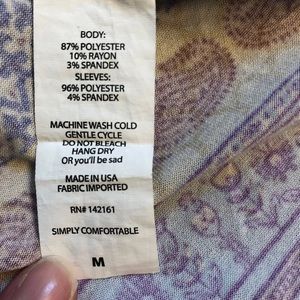 BODY:
87% POLYESTER
10% RAYON
3% SPANDEX
SLEEVES:
96% POLYESTER
4% SPANDEX
MACHINE WASH COLD
GENTLE CYCLE
DO NOT BLEACH
HANG DRY
OR you'll be sad
MADE IN USA
FABRIC IMPORTED
RN# 142161
SIMPLY COMFORTABLE
M